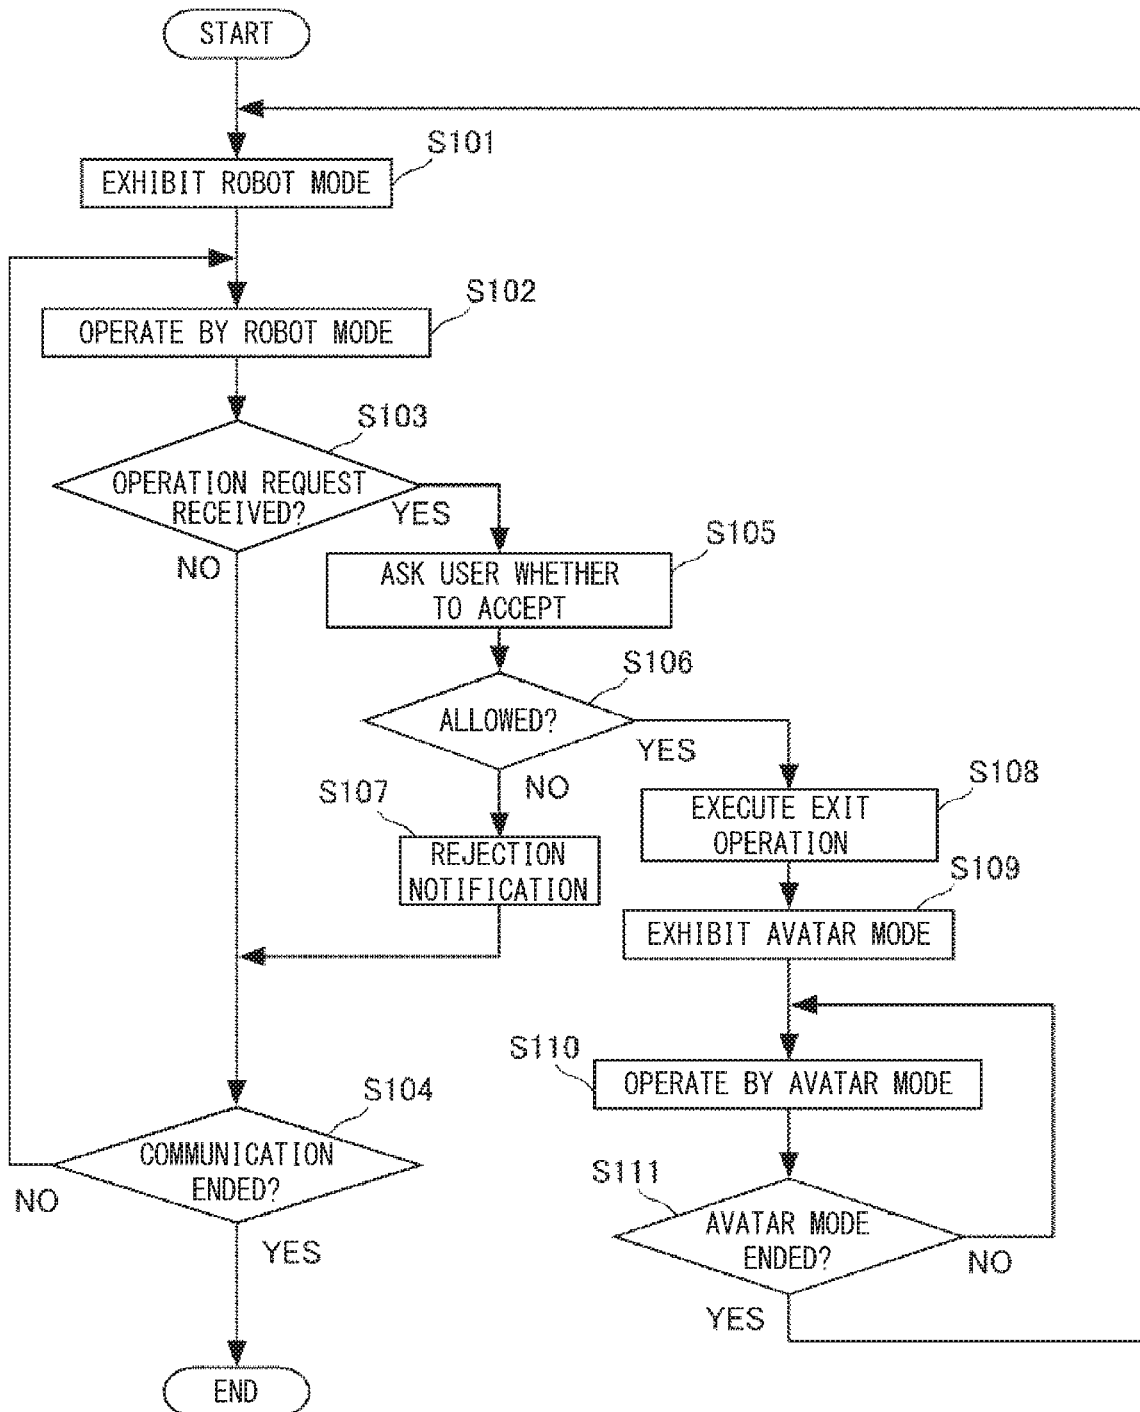 START
S101
EXHIBIT ROBOT MODE
S102
OPERATE BY ROBOT MODE
S103
OPERATION REQUEST
RECEIVED?
YES
NO
S105
ASK USER WHETHER
TO ACCEPT
S106
ALLOWED?
YES
NO
S107
REJECTION
NOTIFICATION
S108
EXECUTE EXIT
OPERATION
S109
EXHIBIT AVATAR MODE
S110
OPERATE BY AVATAR MODE
S111
AVATAR MODE
ENDED?
NO
YES
S104
COMMUNICATION
ENDED?
NO
YES
END